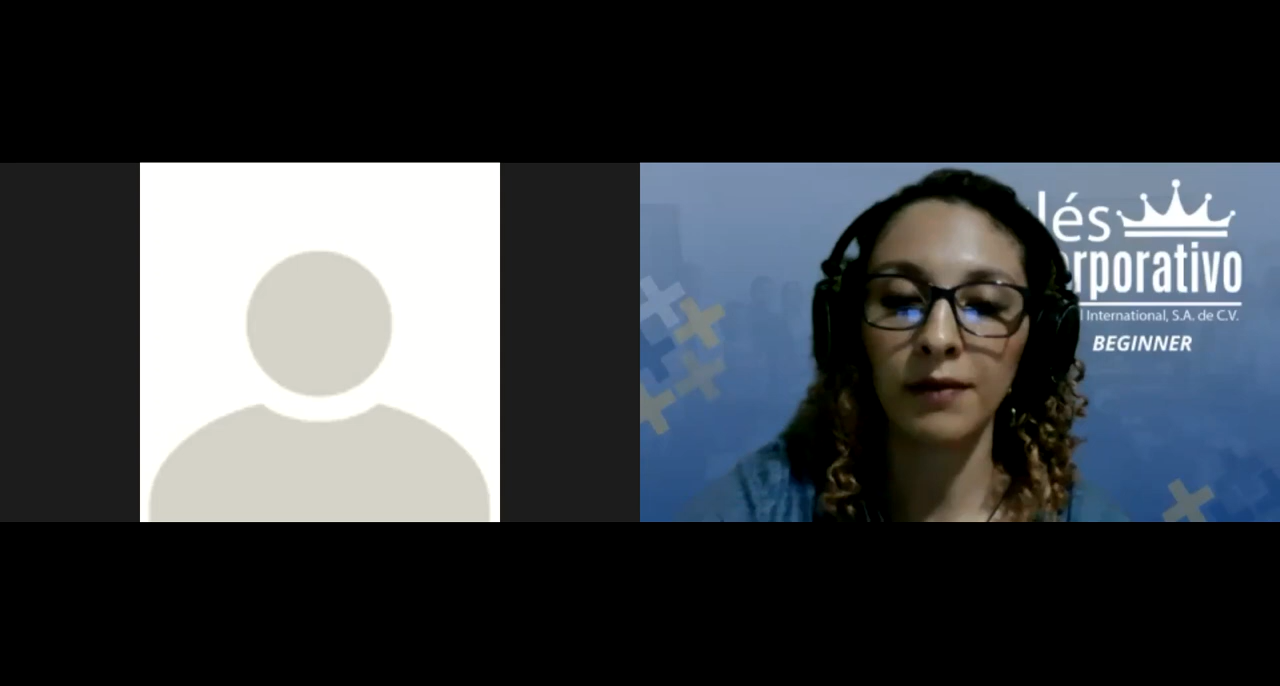 lés
rporativo
l International, S.A. de C.V.
BEGINNER